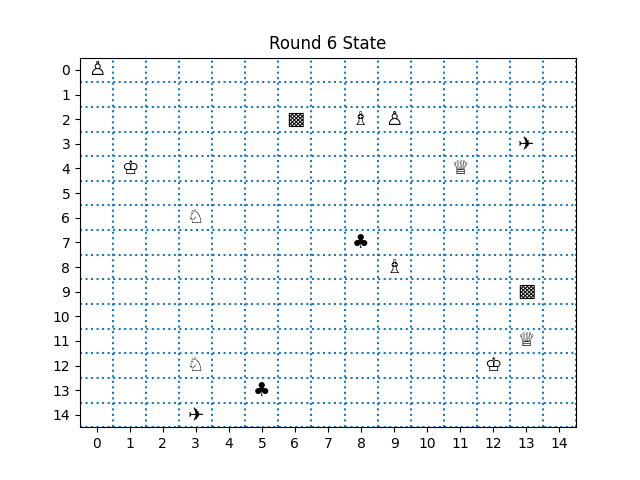 Round 6 State
0 ♙
1
2 ▩ ♗ ♙
3 ✈
4 ♔ ♕
5
6 ♘
7 ♣
8 ♗
9 ▩
10
11 ♕
12 ♘ ♔
13 ♣
14 ✈
0 1 2 3 4 5 6 7 8 9 10 11 12 13 14